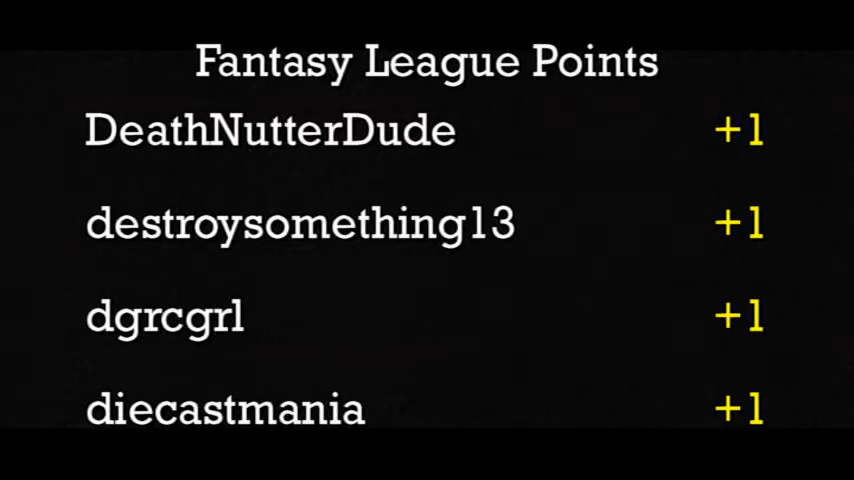 Fantasy League Points
DeathNutterDude +1
destroysomething13 +1
dgrcgrl +1
diecastmania +1